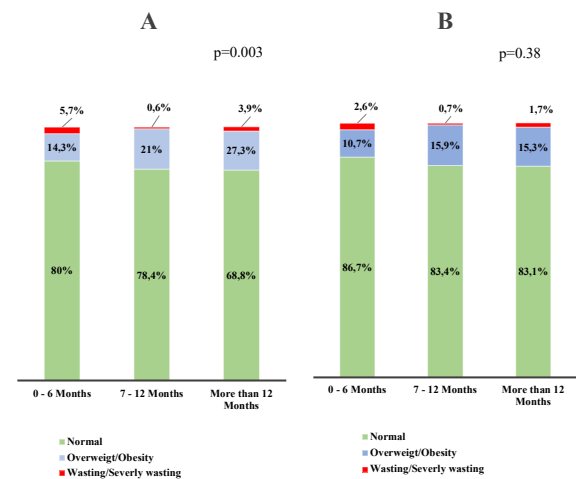 A
p=0.003
5,7%
0,6%
3,9%
14,3%
21%
27,3%
80%
78,4%
68,8%
0 - 6 Months
7 - 12 Months
More than 12
Months
Normal
Overweigt/Obesity
Wasting/Severly wasting
B
p=0.38
2,6%
0,7%
1,7%
10,7%
15,9%
15,3%
86,7%
83,4%
83,1%
0 - 6 Months
7 - 12 Months
More than 12
Months
Normal
Overweigt/Obesity
Wasting/Severly wasting